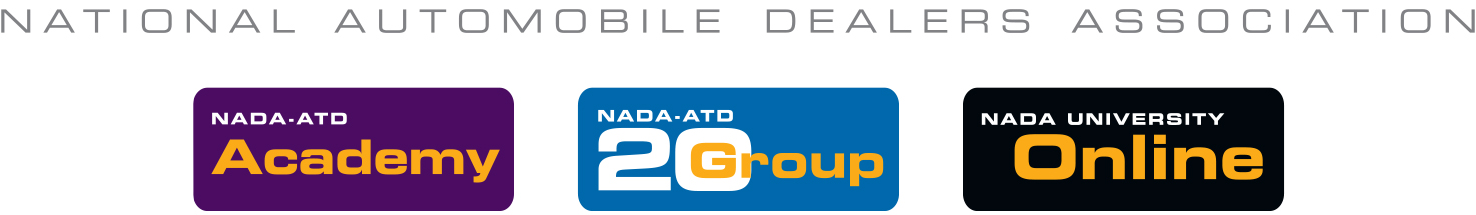 NATIONAL AUTOMOBILE DEALERS ASSOCIATION
NADA-ATD
Academy
NADA-ATD
20Group
NADA UNIVERSITY
Online